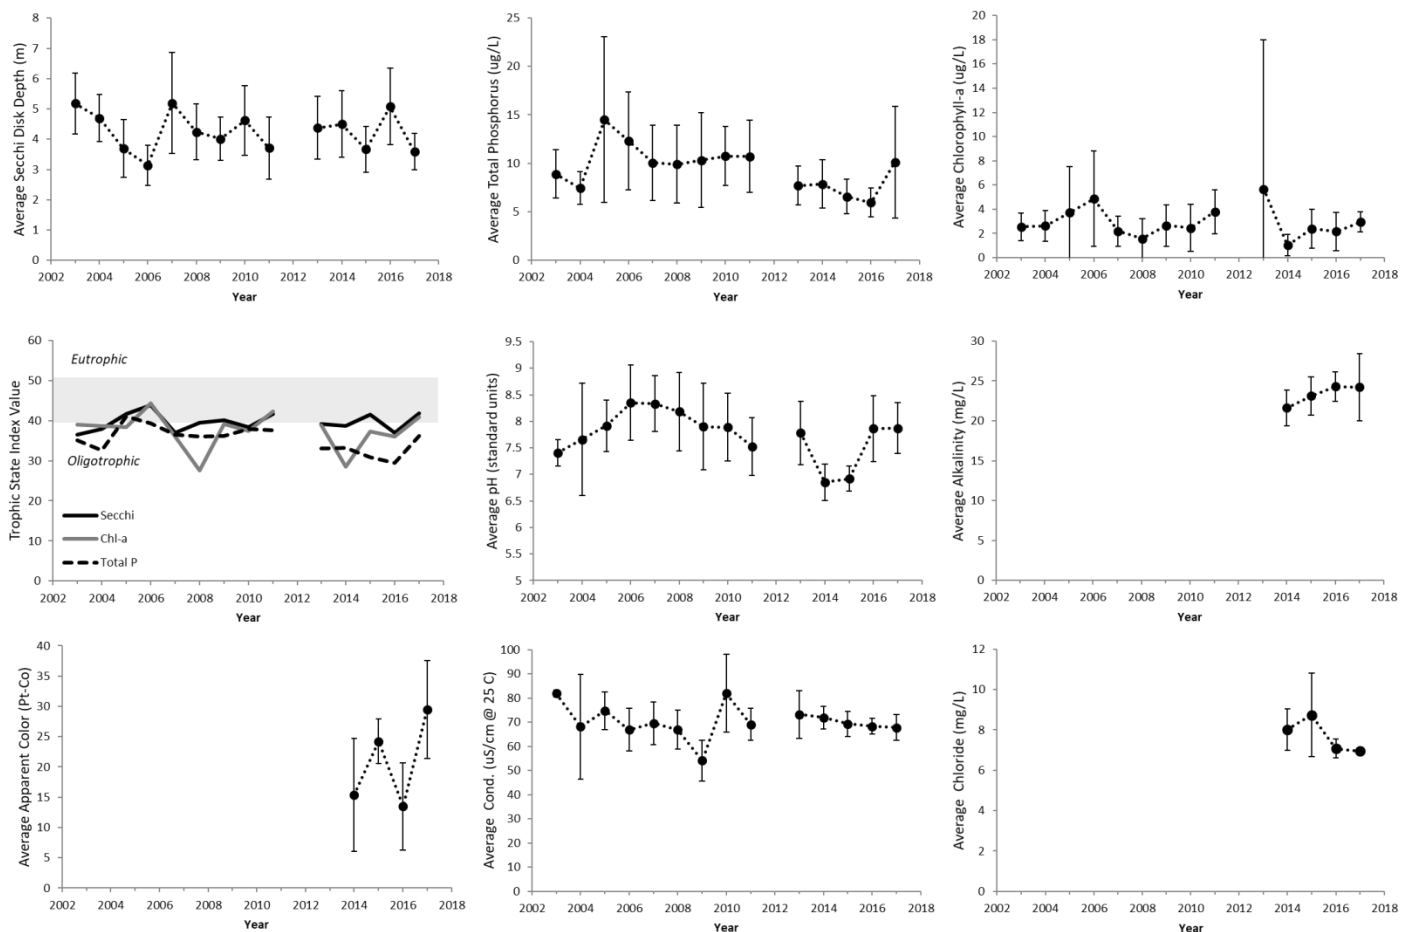 Average Secchi Disk Depth (m)
8
7
6
5
4
3
2
1
0
2002 2004 2006 2008 2010 2012 2014 2016 2018
Year
Average Total Phosphorus (ug/L)
25
20
15
10
5
0
2002 2004 2006 2008 2010 2012 2014 2016 2018
Year
Average Chlorophyll-a (ug/L)
20
18
16
14
12
10
8
6
4
2
0
2002 2004 2006 2008 2010 2012 2014 2016 2018
Year
Trophic State Index Value
60
50
40
30
20
10
0
Eutrophic
Oligotrophic
Secchi
Chl-a
Total P
2002 2004 2006 2008 2010 2012 2014 2016 2018
Year
Average pH (standard units)
9.5
9
8.5
8
7.5
7
6.5
6
5.5
5
2002 2004 2006 2008 2010 2012 2014 2016 2018
Year
Average Alkalinity (mg/L)
30
25
20
15
10
5
0
2002 2004 2006 2008 2010 2012 2014 2016 2018
Year
Average Apparent Color (Pt-Co)
40
35
30
25
20
15
10
5
0
2002 2004 2006 2008 2010 2012 2014 2016 2018
Year
Average Cond. (uS/cm @ 25 C)
100
90
80
70
60
50
40
30
20
10
0
2002 2004 2006 2008 2010 2012 2014 2016 2018
Year
Average Chloride (mg/L)
12
10
8
6
4
2
0
2002 2004 2006 2008 2010 2012 2014 2016 2018
Year